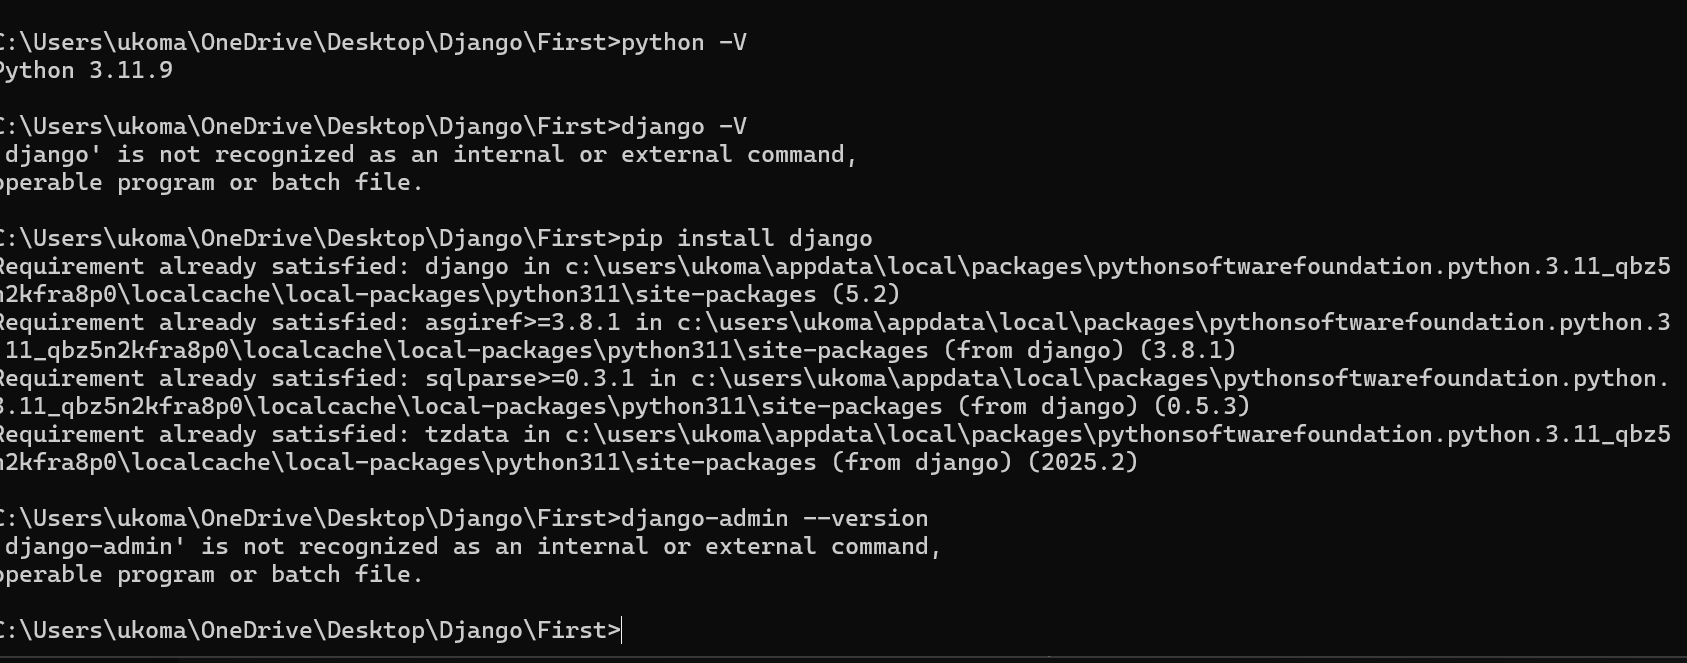 C:\Users\ukoma\OneDrive\Desktop\Django\First>python -V
Python 3.11.9
C:\Users\ukoma\OneDrive\Desktop\Django\First>django -V
'django' is not recognized as an internal or external command,
operable program or batch file.
C:\Users\ukoma\OneDrive\Desktop\Django\First>pip install django
Requirement already satisfied: django in c:\users\ukoma\appdata\local\packages\pythonsoftwarefoundation.python.3.11_qbz5
n2kfra8p0\localcache\local-packages\python311\site-packages (5.2)
Requirement already satisfied: asgiref>=3.8.1 in c:\users\ukoma\appdata\local\packages\pythonsoftwarefoundation.python.3
.11_qbz5n2kfra8p0\localcache\local-packages\python311\site-packages (from django) (3.8.1)
Requirement already satisfied: sqlparse>=0.3.1 in c:\users\ukoma\appdata\local\packages\pythonsoftwarefoundation.python.
3.11_qbz5n2kfra8p0\localcache\local-packages\python311\site-packages (from django) (0.5.3)
Requirement already satisfied: tzdata in c:\users\ukoma\appdata\local\packages\pythonsoftwarefoundation.python.3.11_qbz5
n2kfra8p0\localcache\local-packages\python311\site-packages (from django) (2025.2)
C:\Users\ukoma\OneDrive\Desktop\Django\First>django-admin --version
'django-admin' is not recognized as an internal or external command,
operable program or batch file.
C:\Users\ukoma\OneDrive\Desktop\Django\First>